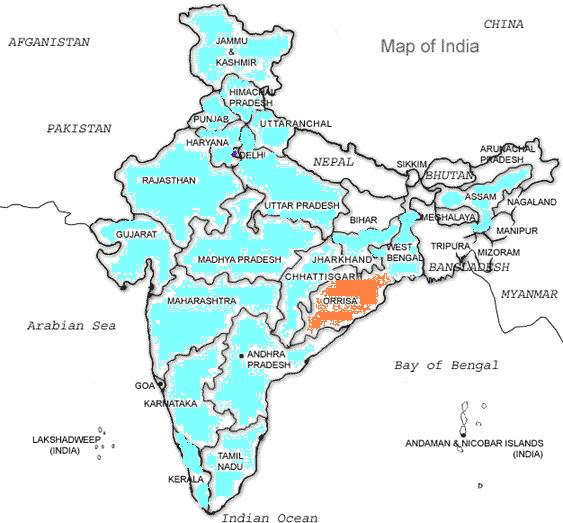 CHINA
AFGANISTAN
Map of India
JAMMU
&
KASHMIR
HIMACHAL
PRADESH
PUNJAB
UTTARANCHAL
PAKISTAN
HARYANA
DELHI
NEPAL
SIKKIM
ARUNACHAL
PRADESH
BHUTAN
RAJASTHAN
ASSAM
NAGALAND
UTTAR PRADESH
BIHAR
MEGHALAYA
MANIPUR
GUJARAT
MADHYA PRADESH
JHARKHAND
WEST
BENGAL
TRIPURA
MIZORAM
BANGLADESH
CHHATTISGARH
MYANMAR
MAHARASHTRA
ORRISA
Arabian Sea
ANDHRA
PRADESH
Bay of Bengal
GOA
KARNATAKA
LAKSHADWEEP
(INDIA)
ANDAMAN & NICOBAR ISLANDS
(INDIA)
TAMIL
NADU
KERALA
Indian Ocean